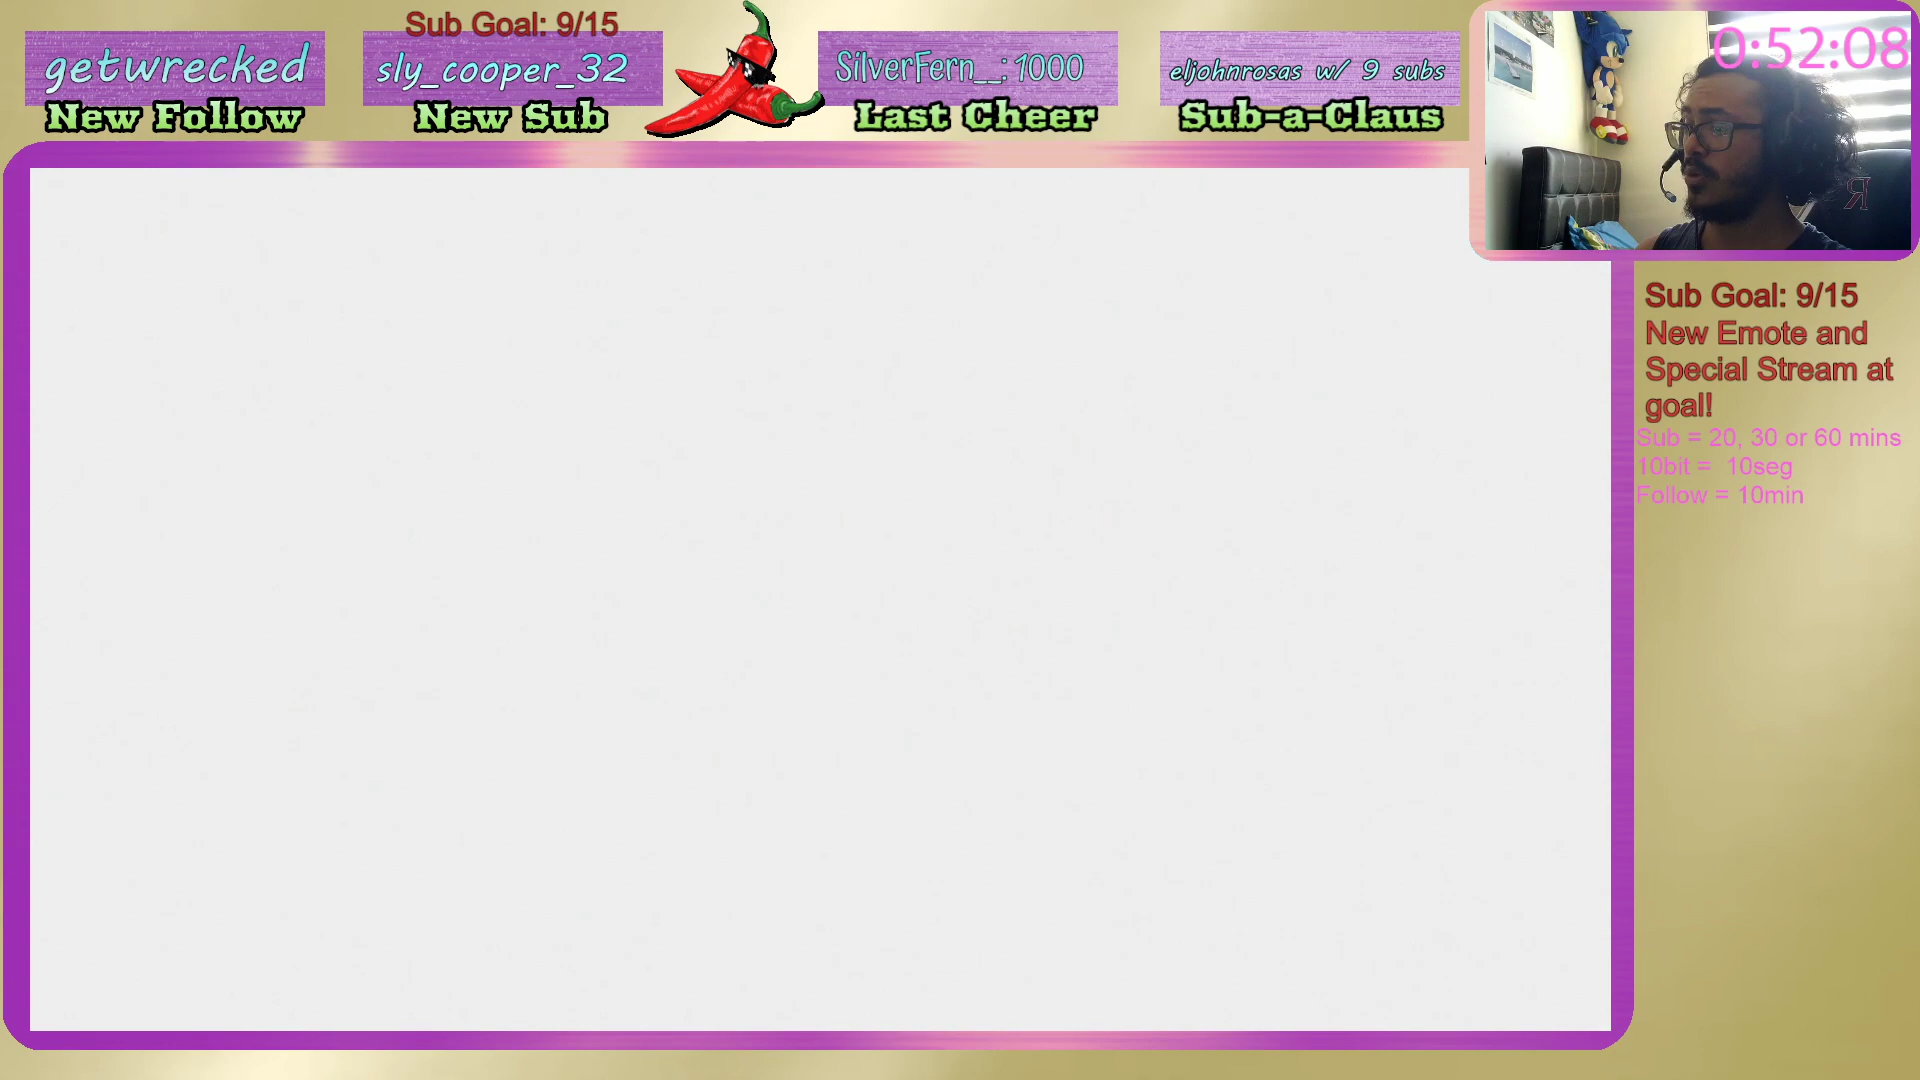 Sub Goal: 9/15
getwrecked
New Follow
sly_cooper_32
New Sub
SilverFern__: 1000
Last Cheer
eljohnrosas w/ 9 subs
Sub-a-Claus
0:52:08
Sub Goal: 9/15
New Emote and
Special Stream at
goal!
Sub = 20, 30 or 60 mins
10bit = 10seg
Follow = 10min